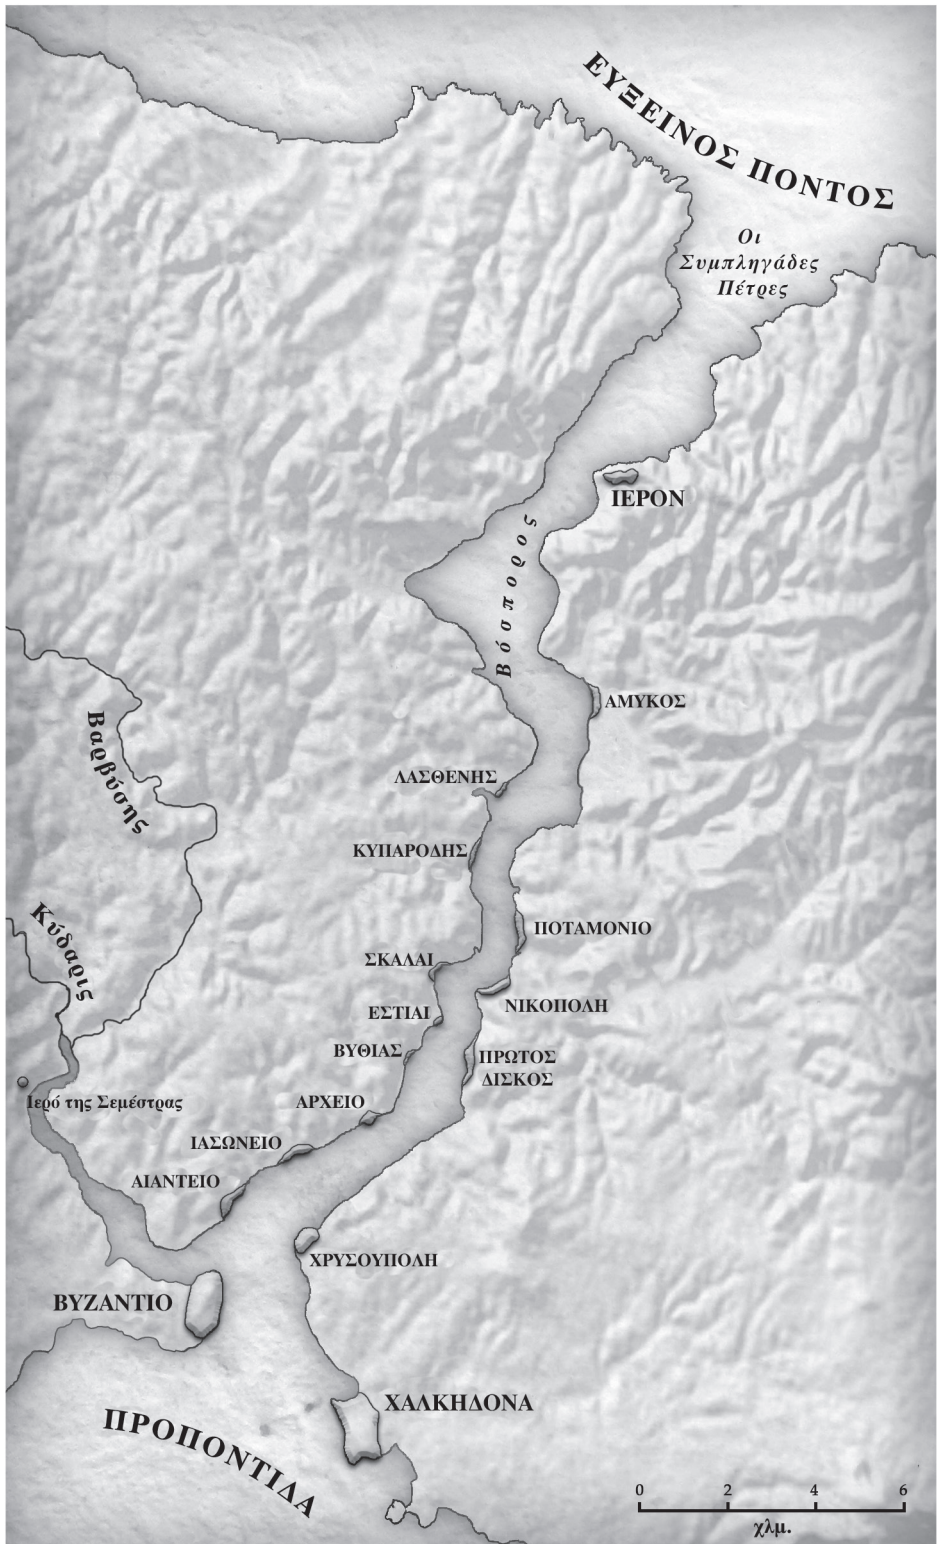 ΕΥΞΕΙΝΟΣ ΠΟΝΤΟΣ
Οι
Συμπληγάδες
Πέτρες
ΙΕΡΟΝ
Βόσπορος
ΑΜΥΚΟΣ
Βαρβύσης
ΛΑΣΘΕΝΗΣ
ΚΥΠΑΡΟΔΗΣ
Κύδαρις
ΠΟΤΑΜΟΝΙΟ
ΣΚΑΛΑΙ
ΝΙΚΟΠΟΛΗ
ΕΣΤΙΑΙ
ΒΥΘΙΑΣ
ΠΡΩΤΟΣ
ΔΙΣΚΟΣ
Ιερό της Σεμέστρας
ΑΡΧΕΙΟ
ΙΑΣΩΝΕΙΟ
ΑΙΑΝΤΕΙΟ
ΧΡΥΣΟΥΠΟΛΗ
ΒΥΖΑΝΤΙΟ
ΧΑΛΚΗΔΟΝΑ
ΠΡΟΠΟΝΤΙΔΑ
0 2 4 6
χλμ.